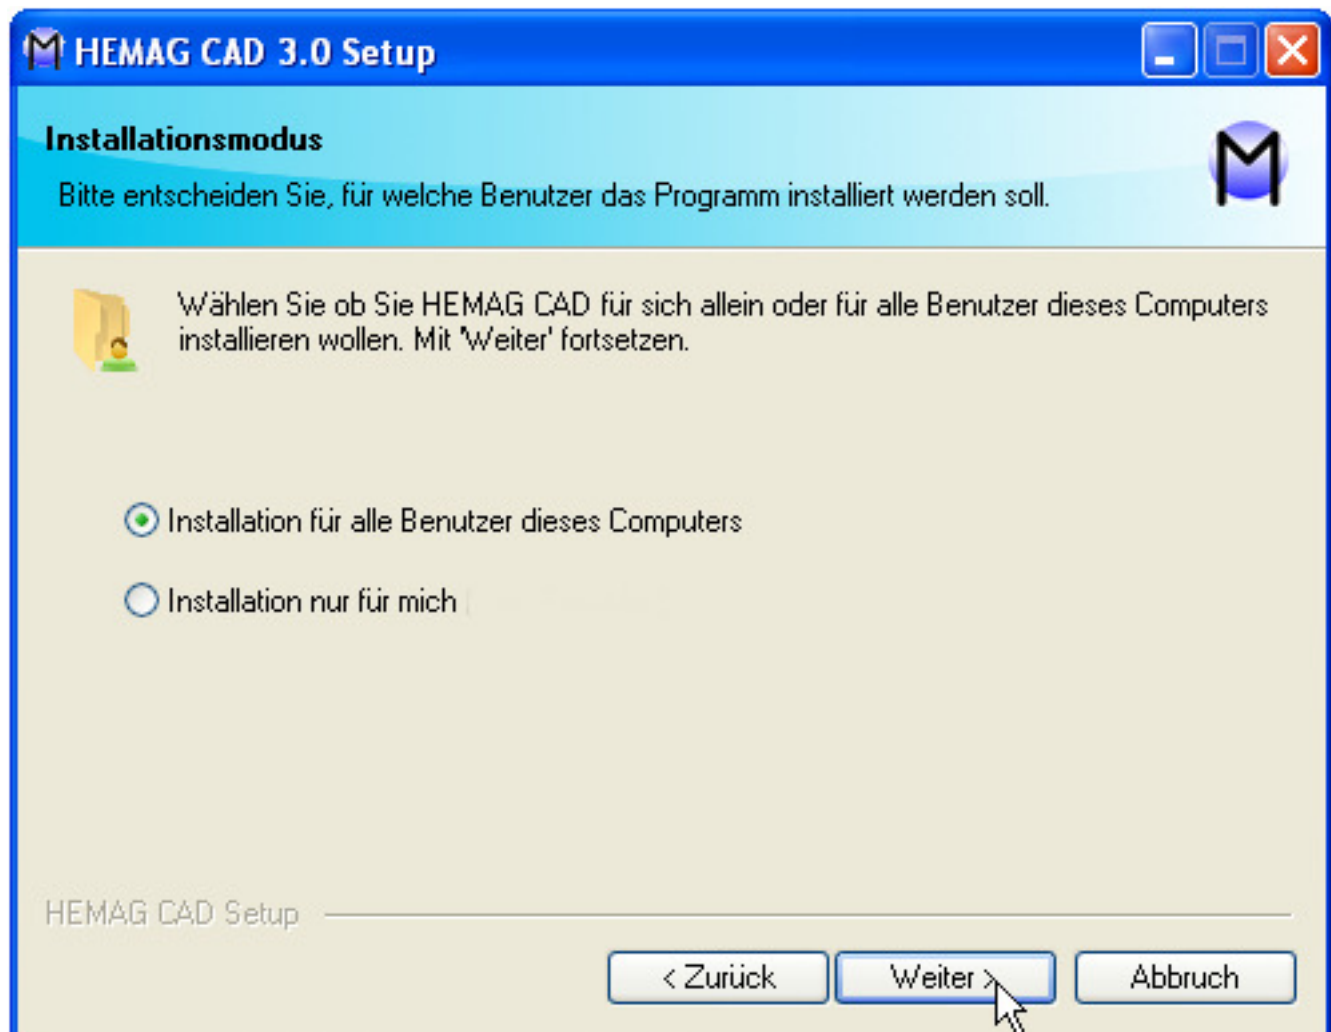 HEMAG CAD 3.0 Setup
Installationsmodus
Bitte entscheiden Sie, für welche Benutzer das Programm installiert werden soll.
Wählen Sie ob Sie HEMAG CAD für sich allein oder für alle Benutzer dieses Computers
installieren wollen. Mit 'Weiter' fortsetzen.
Installation für alle Benutzer dieses Computers
Installation nur für mich
HEMAG CAD Setup
< Zurück Weiter > Abbruch